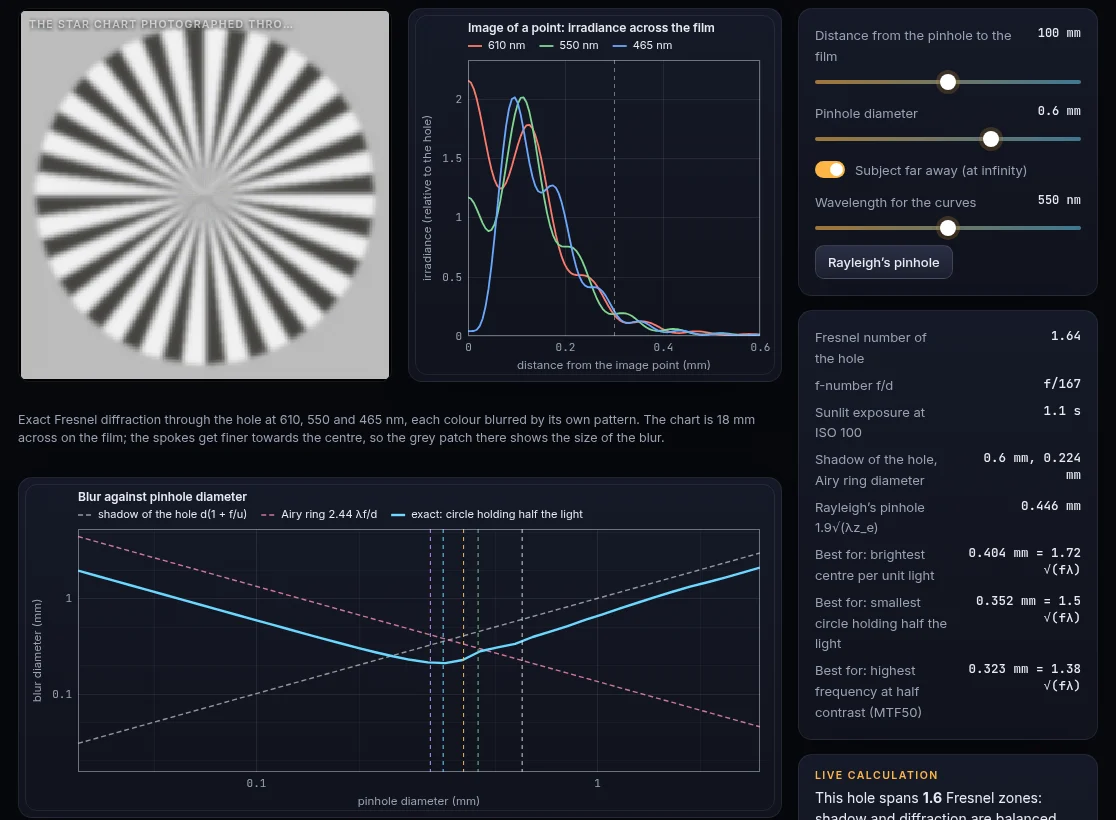 THE STAR CHART PHOTOGRAPHED THRO…
Image of a point: irradiance across the film
610 nm 550 nm 465 nm
irradiance (relative to the hole)
2
1.5
1
0.5
0
0 0.2 0.4 0.6
distance from the image point (mm)
Exact Fresnel diffraction through the hole at 610, 550 and 465 nm, each colour blurred by its own pattern. The chart is 18 mm
across on the film; the spokes get finer towards the centre, so the grey patch there shows the size of the blur.
Blur against pinhole diameter
shadow of the hole d(1 + f/u) Airy ring 2.44 λf/d exact: circle holding half the light
blur diameter (mm)
1
0.1
0.1 1
pinhole diameter (mm)
Distance from the pinhole to the 100 mm
film
Pinhole diameter 0.6 mm
Subject far away (at infinity)
Wavelength for the curves 550 nm
Rayleigh’s pinhole
Fresnel number of 1.64
the hole
f-number f/d f/167
Sunlit exposure at 1.1 s
ISO 100
Shadow of the hole, 0.6 mm, 0.224
Airy ring diameter mm
Rayleigh’s pinhole 0.446 mm
1.9√(λz_e)
Best for: brightest 0.404 mm = 1.72
centre per unit light √(fλ)
Best for: smallest 0.352 mm = 1.5
circle holding half the √(fλ)
light
Best for: highest 0.323 mm = 1.38
frequency at half √(fλ)
contrast (MTF50)
LIVE CALCULATION
This hole spans 1.6 Fresnel zones:
shadow and diffraction are balanced